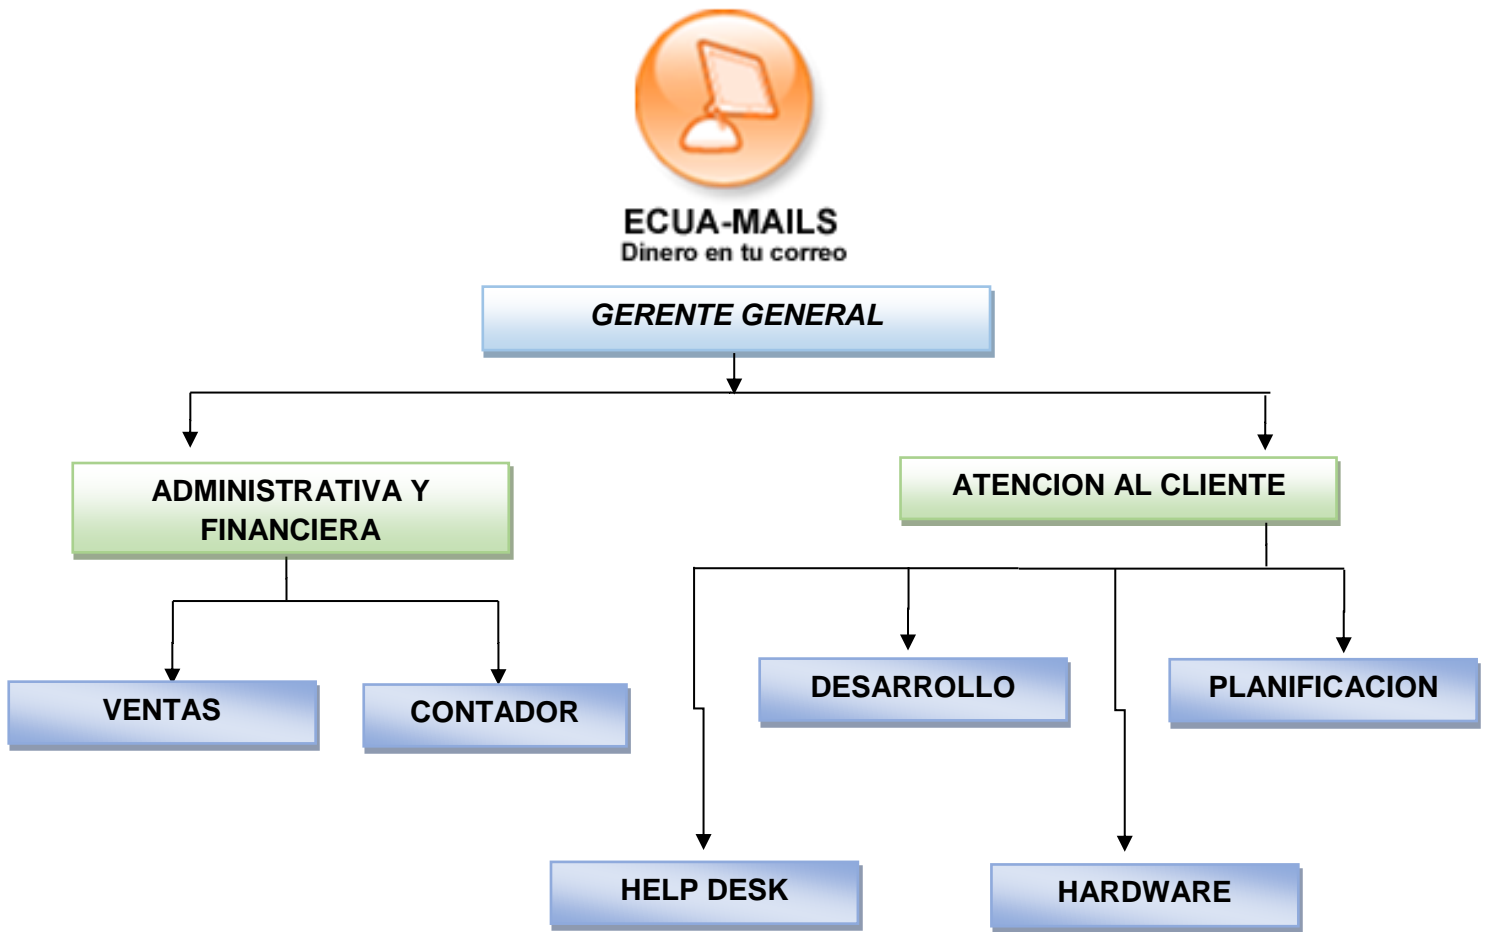 ECUA-MAILS
Dinero en tu correo
GERENTE GENERAL
ADMINISTRATIVA Y
FINANCIERA
ATENCION AL CLIENTE
VENTAS
CONTADOR
DESARROLLO
PLANIFICACION
HELP DESK
HARDWARE